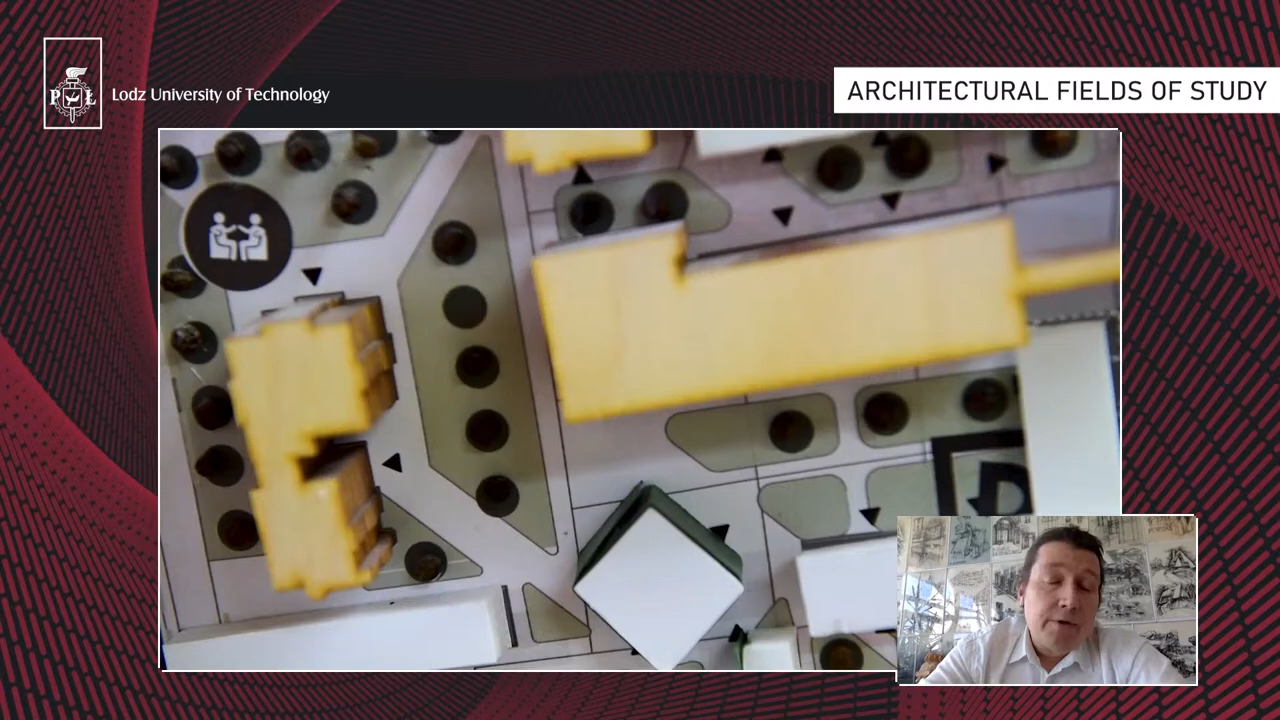 P Ł
Lodz University of Technology
ARCHITECTURAL FIELDS OF STUDY
P